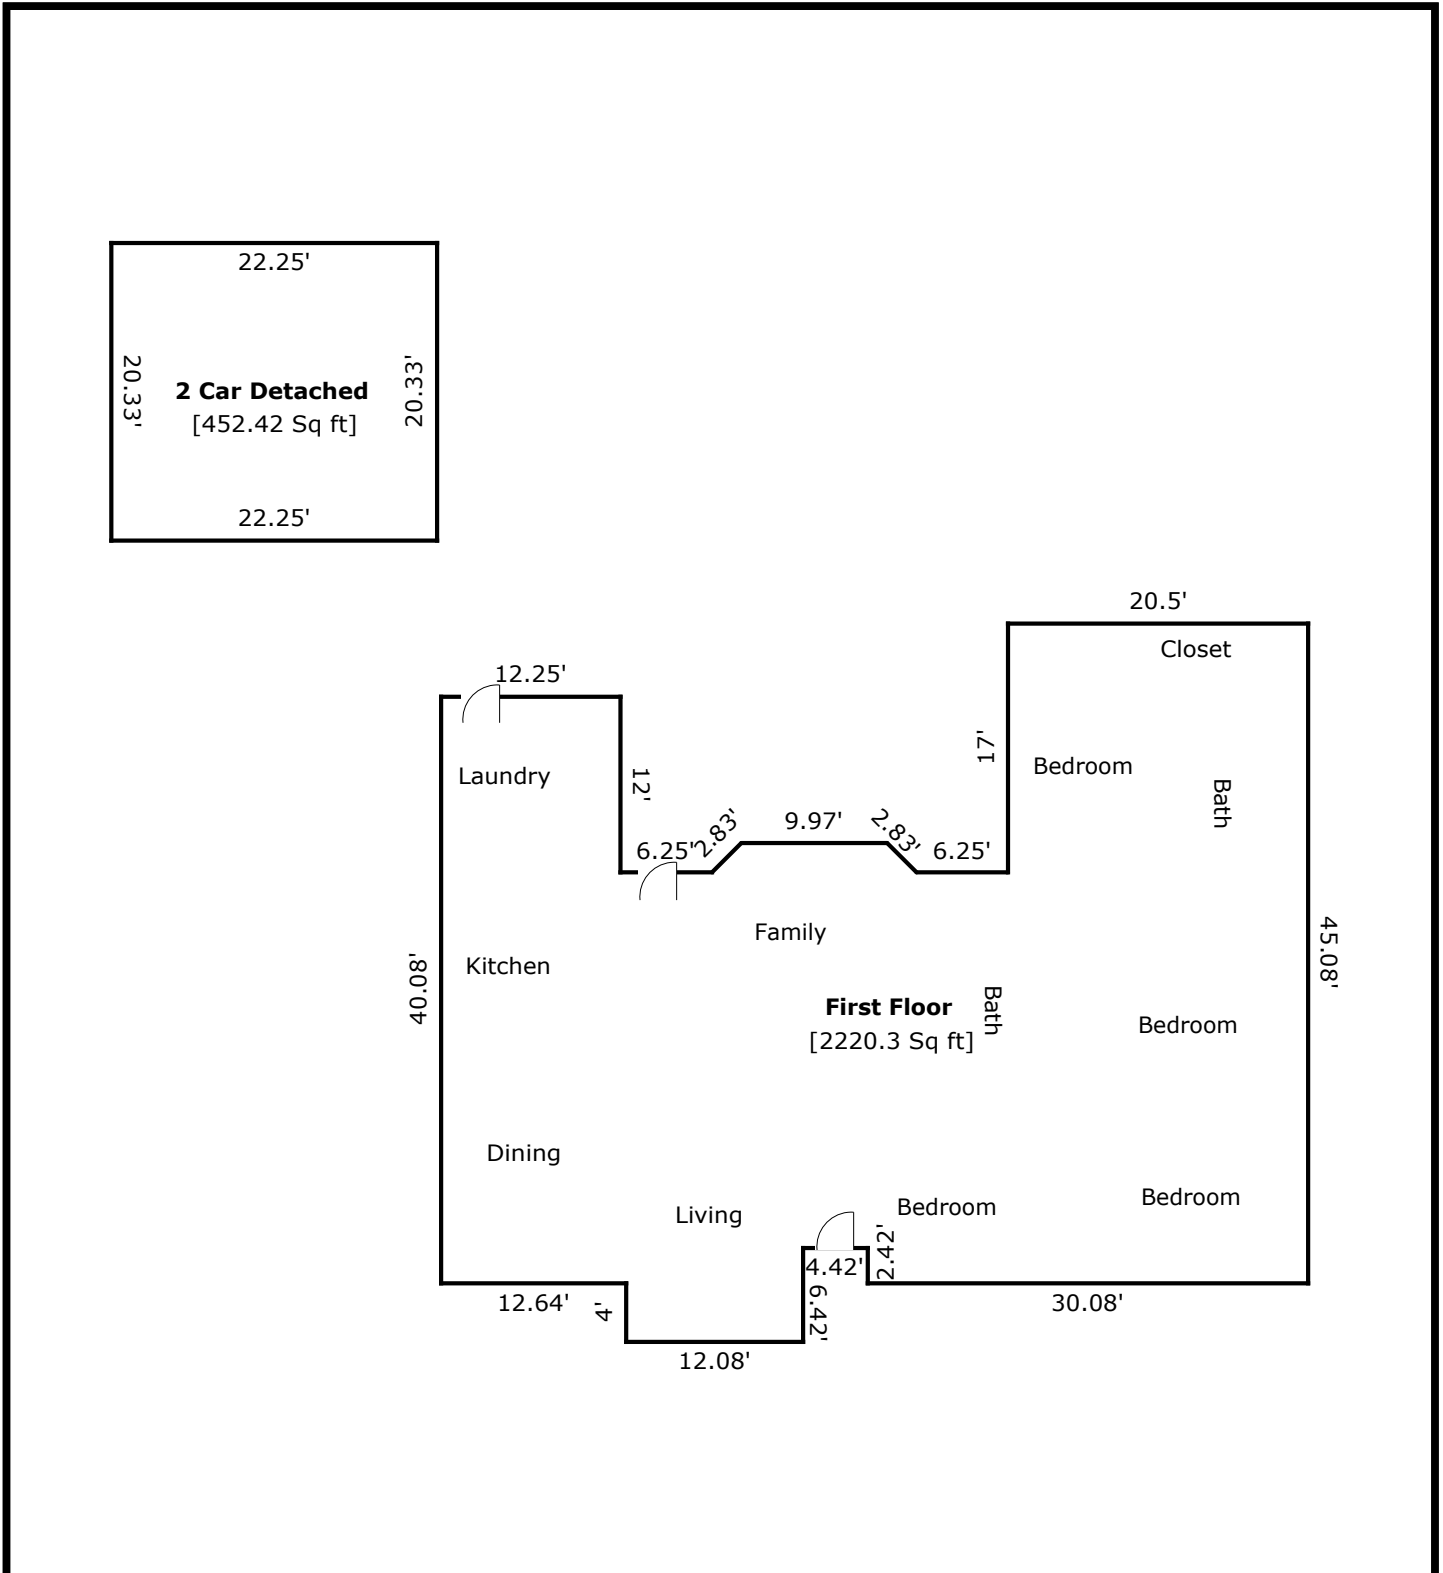 22.25'
20.33'
20.33'
2 Car Detached
[452.42 Sq ft]
22.25'
20.5'
Closet
12.25'
17'
Bedroom
Laundry
12'
Bath
2.83'
9.97'
2.83'
6.25'
6.25'
Family
45.08'
Kitchen
40.08'
First Floor
Bath
[2220.3 Sq ft]
Bedroom
Dining
Living
Bedroom
Bedroom
2.42'
4.42'
12.64'
4'
6.42'
30.08'
12.08'